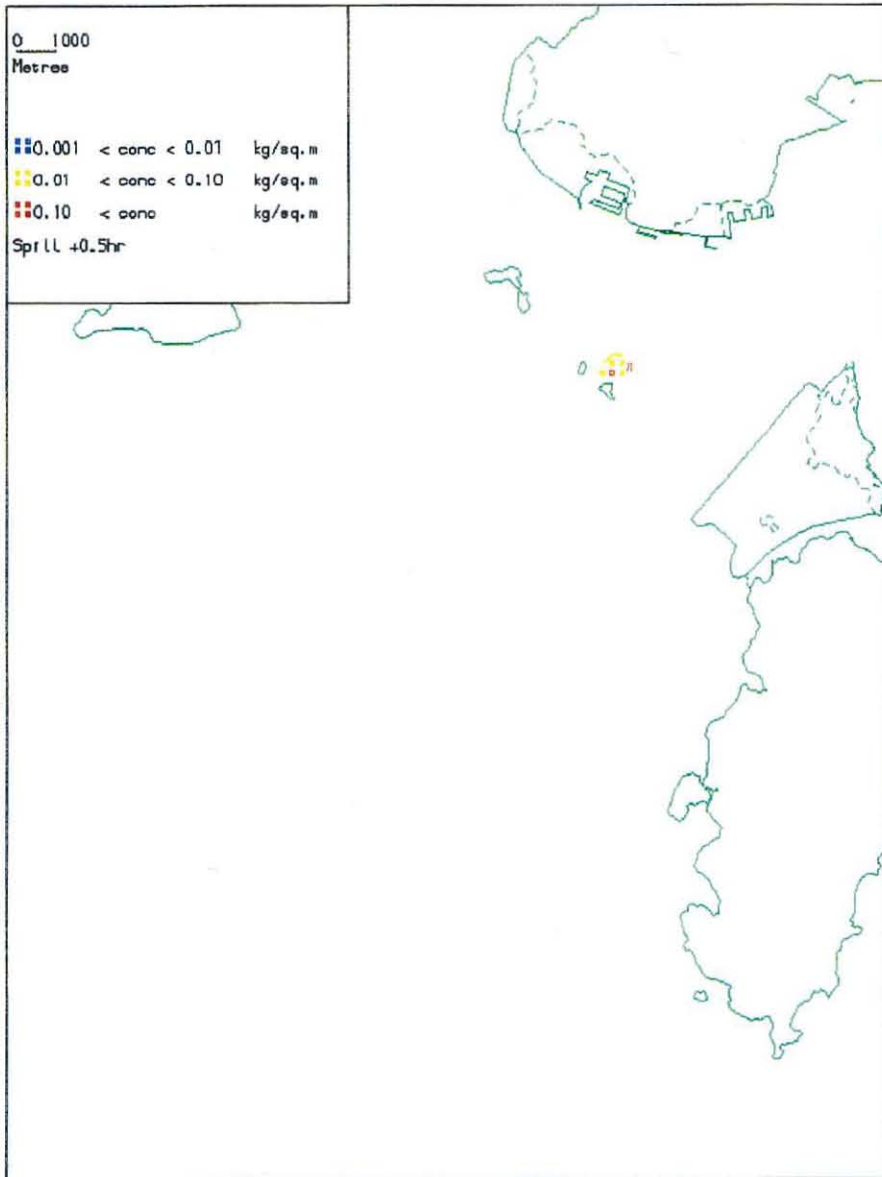 0 1000
Metres
0.001 < conc < 0.01 kg/sq.m
0.01 < conc < 0.10 kg/sq.m
0.10 < conc kg/sq.m
Spill +0.5hr